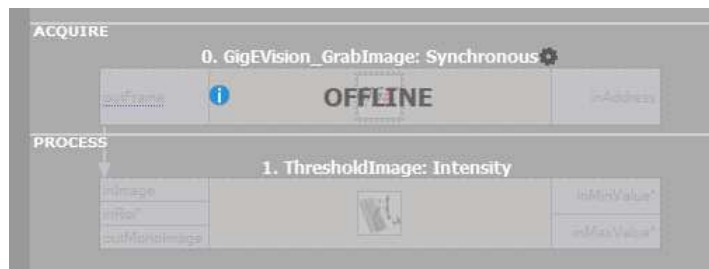 ACQUIRE
0. GigEVision_GrabImage: Synchronous
outFrame
OFFLINE
inAddress
PROCESS
1. ThresholdImage: Intensity
inImage
inRoi*
outMonoImage
inMinValue*
inMaxValue*